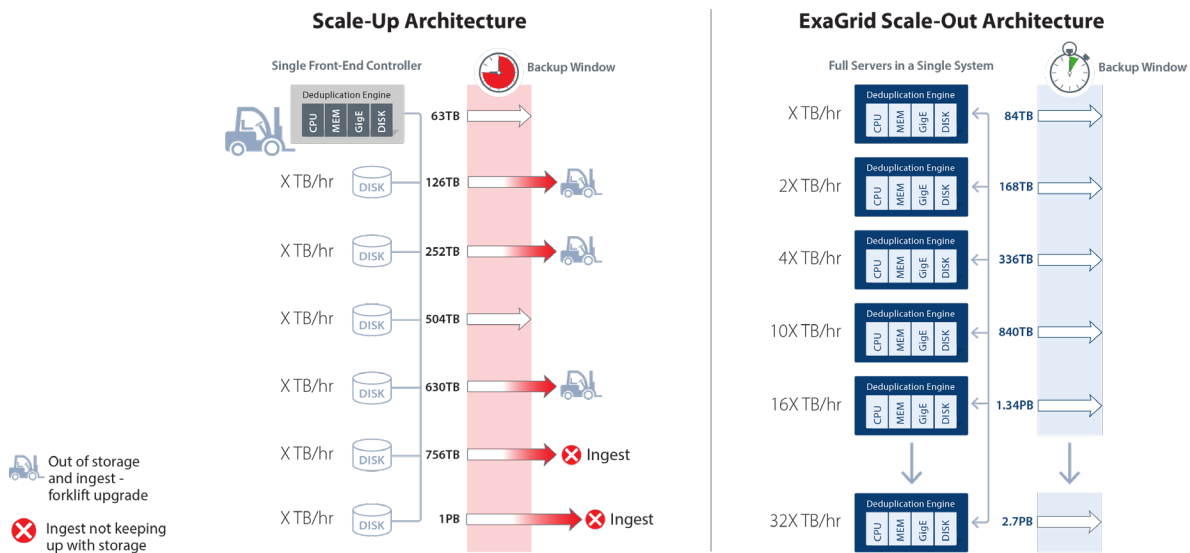 Scale-Up Architecture
Single Front-End Controller
Backup Window
Deduplication Engine
CPU
MEM
GigE
DISK
63TB
X TB/hr
DISK
126TB
X TB/hr
DISK
252TB
X TB/hr
DISK
504TB
X TB/hr
DISK
630TB
X TB/hr
DISK
756TB
Ingest
X TB/hr
DISK
1PB
Ingest
Out of storage
and ingest -
forklift upgrade
Ingest not keeping
up with storage
ExaGrid Scale-Out Architecture
Full Servers in a Single System
Backup Window
X TB/hr
Deduplication Engine
CPU
MEM
GigE
DISK
84TB
2X TB/hr
Deduplication Engine
CPU
MEM
GigE
DISK
168TB
4X TB/hr
Deduplication Engine
CPU
MEM
GigE
DISK
336TB
10X TB/hr
Deduplication Engine
CPU
MEM
GigE
DISK
840TB
16X TB/hr
Deduplication Engine
CPU
MEM
GigE
DISK
1.34PB
32X TB/hr
Deduplication Engine
CPU
MEM
GigE
DISK
2.7PB